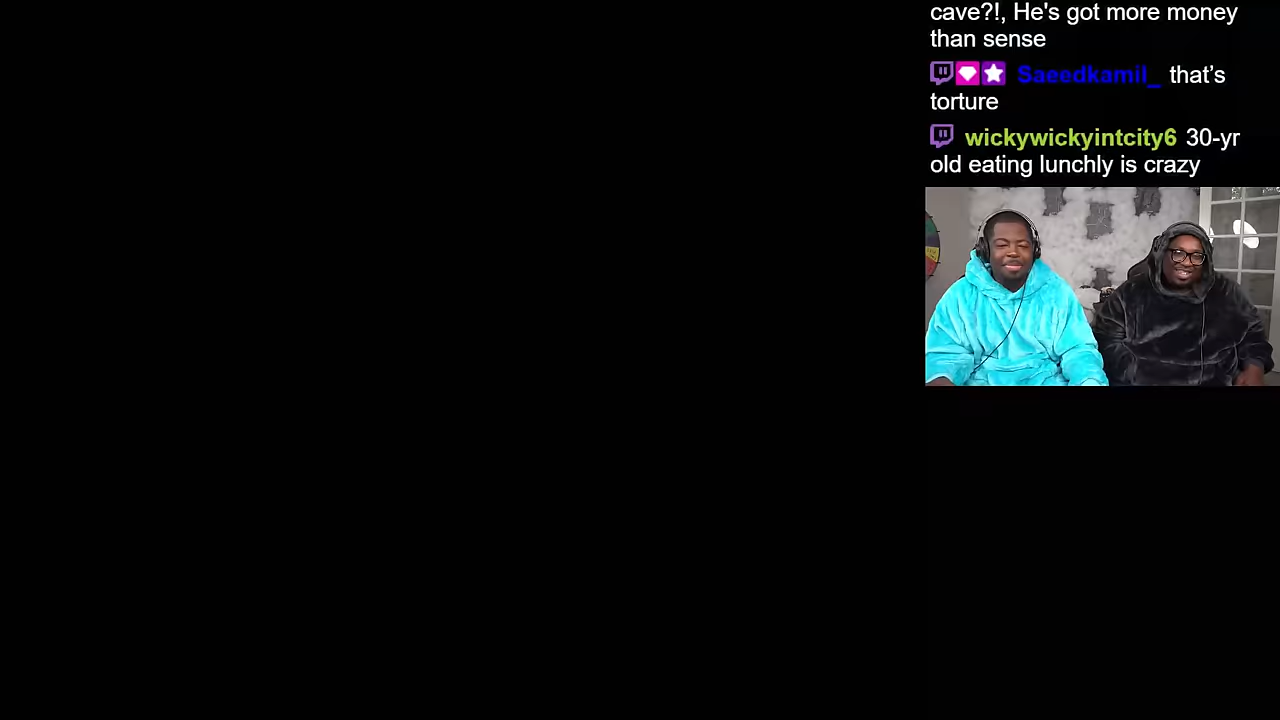 cave?!, He's got more money
than sense
Saeedkamil_ that's
torture
wickywickyintcity6 30-yr
old eating lunchly is crazy